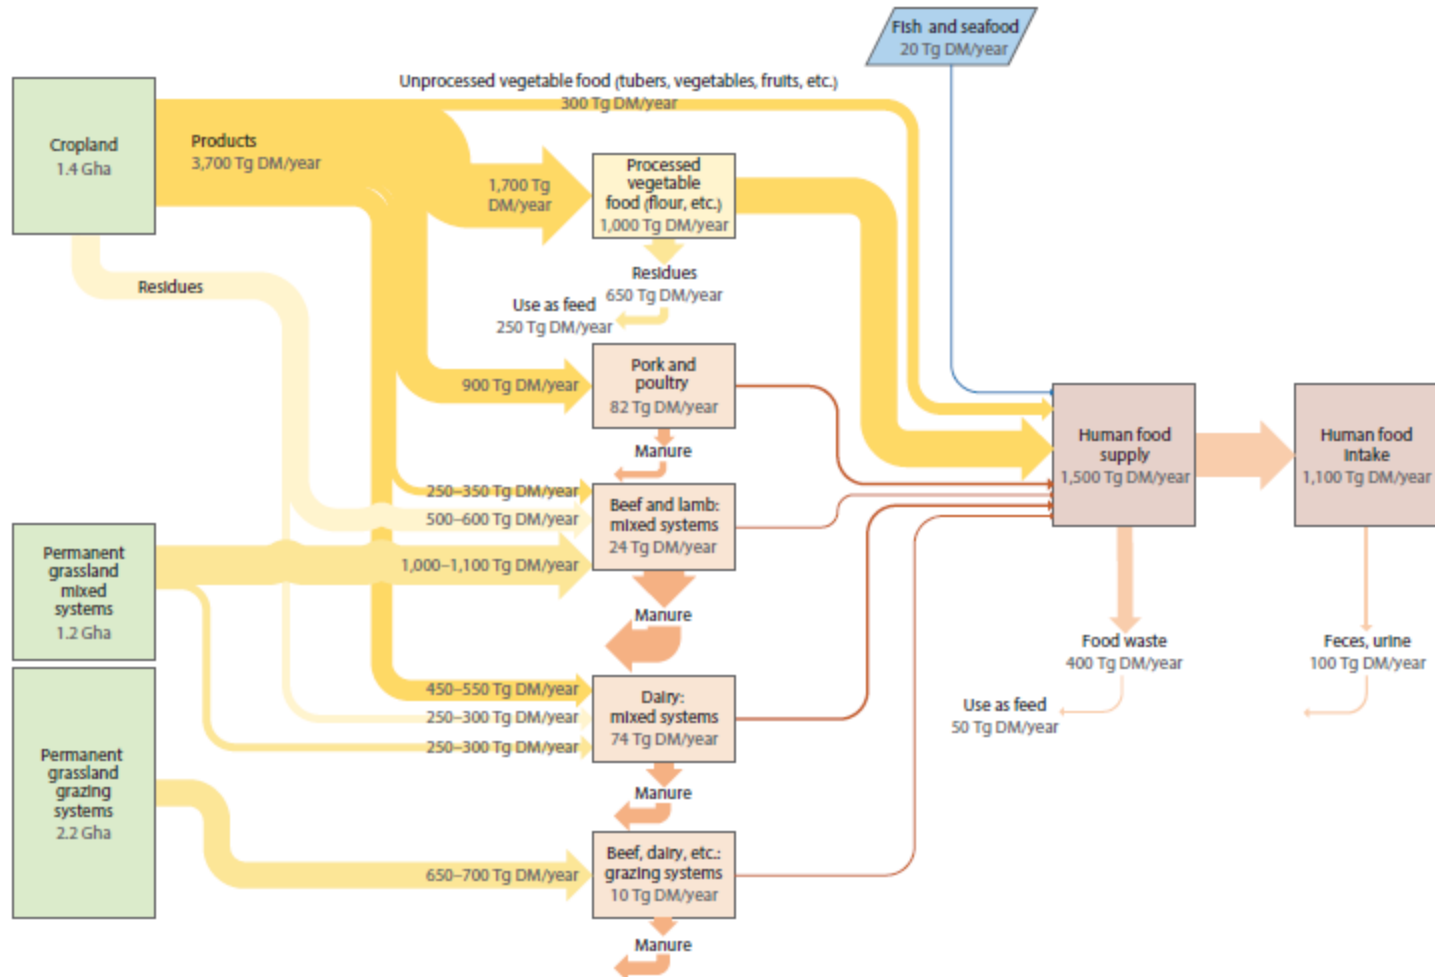 Fish and seafood
20 Tg DM/year
Unprocessed vegetable food (tubers, vegetables, fruits, etc.)
300 Tg DM/year
Cropland
1.4 Gha
Products
3,700 Tg DM/year
1,700 Tg
DM/year
Processed
vegetable
food (flour, etc.)
1,000 Tg DM/year
Residues
Residues
650 Tg DM/year
Use as feed
250 Tg DM/year
900 Tg DM/year
Pork and
poultry
82 Tg DM/year
Manure
250–350 Tg DM/year
500–600 Tg DM/year
1,000–1,100 Tg DM/year
Beef and lamb:
mixed systems
24 Tg DM/year
Manure
Permanent
grassland
mixed
systems
1.2 Gha
Human food
supply
1,500 Tg DM/year
Human food
intake
1,100 Tg DM/year
Food waste
400 Tg DM/year
Use as feed
50 Tg DM/year
Feces, urine
100 Tg DM/year
450–550 Tg DM/year
250–300 Tg DM/year
250–300 Tg DM/year
Dairy:
mixed systems
74 Tg DM/year
Manure
Permanent
grassland
grazing
systems
2.2 Gha
650–700 Tg DM/year
Beef, dairy, etc.:
grazing systems
10 Tg DM/year
Manure